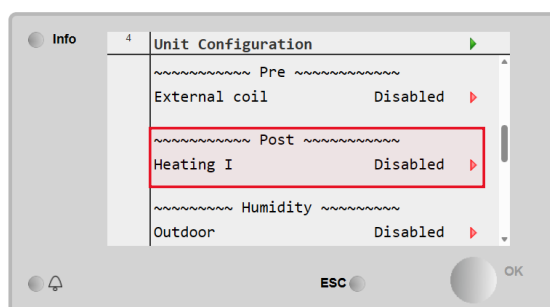 Info
4 Unit Configuration
~~~~~~~~~~~ Pre ~~~~~~~~~~~~
External coil Disabled
~~~~~~~~~~~ Post ~~~~~~~~~~~
Heating I Disabled
~~~~~~~~~ Humidity ~~~~~~~~~
Outdoor Disabled
ESC
OK